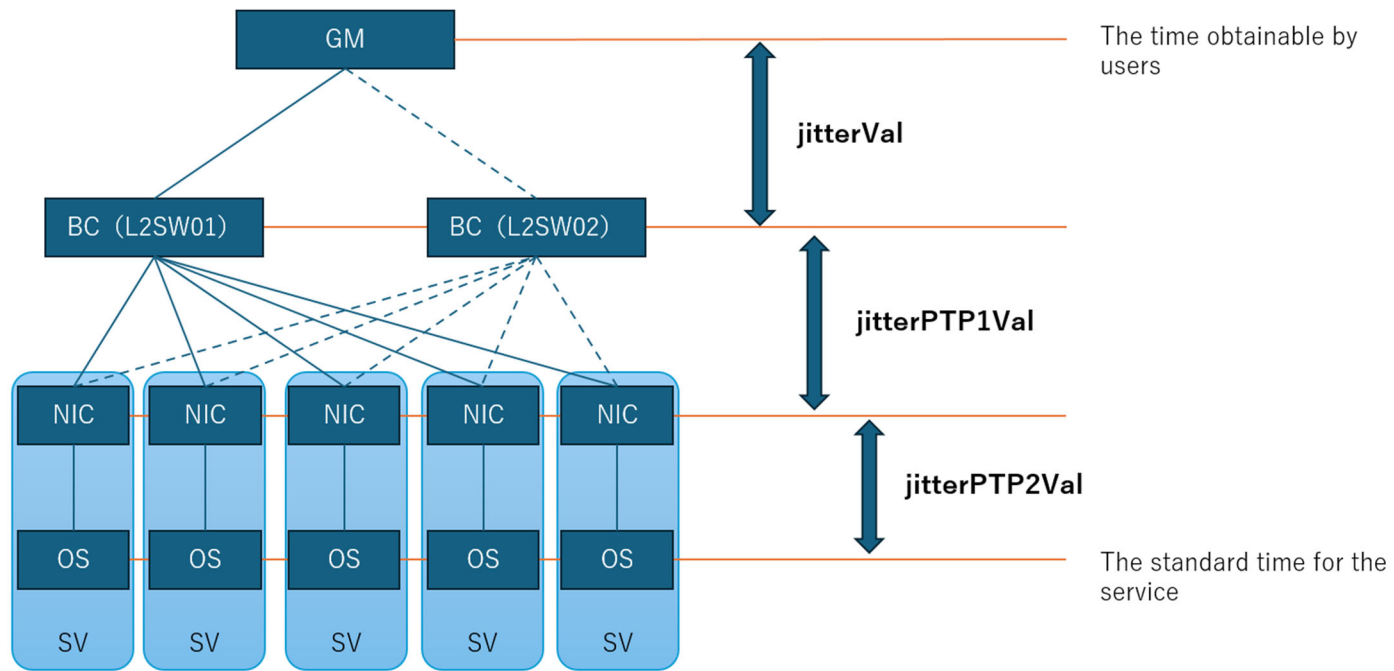 GM
The time obtainable by
users
jitterVal
BC（L2SW01）
BC（L2SW02）
jitterPTP1Val
NIC
NIC
NIC
NIC
NIC
jitterPTP2Val
OS
OS
OS
OS
OS
The standard time for the
service
SV
SV
SV
SV
SV